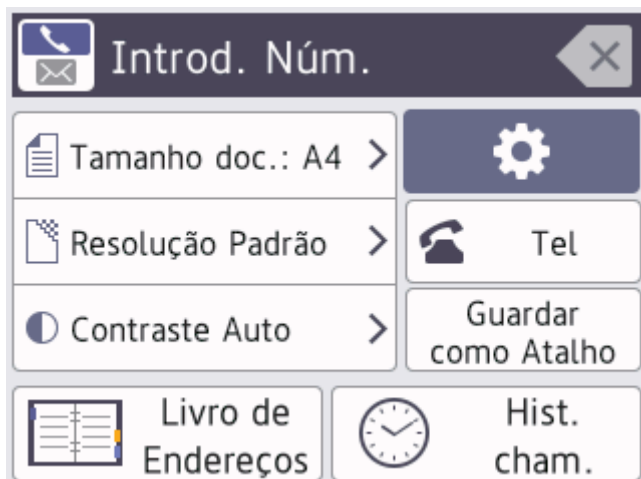 Introd. Núm.
Tamanho doc.: A4
Resolução Padrão
Tel
Contraste Auto
Guardar
como Atalho
Livro de
Endereços
Hist.
cham.